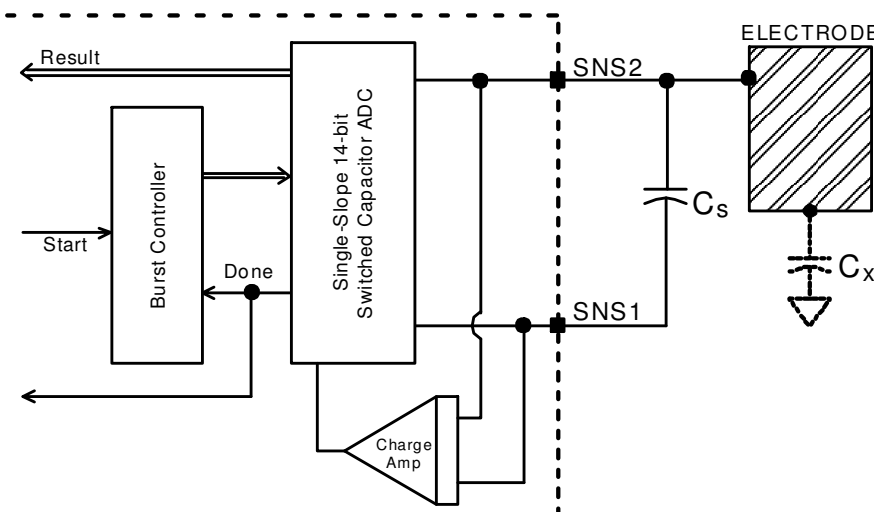 ELECTRODE
Result
SNS2
Single-Slope 14-bit
Switched Capacitor ADC
Burst Controller
Cs
Start
Done
Cx
SNS1
Charge
Amp